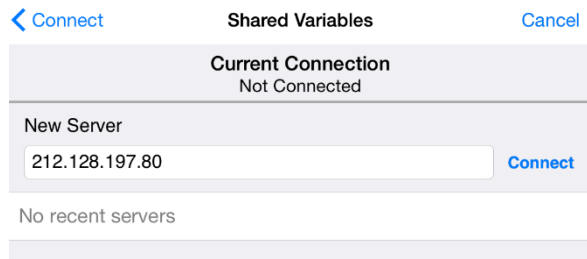 Connect Shared Variables Cancel
Current Connection
Not Connected
New Server
212.128.197.80 Connect
No recent servers